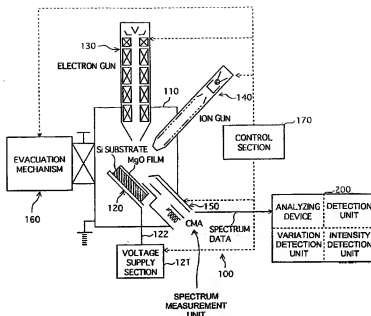 130
ELECTRON GUN
110
140
ION GUN
170
CONTROL
SECTION
Si SUBSTRATE
MgO FILM
EVACUATION
MECHANISM
160
120
150
CMA
122
VOLTAGE
SUPPLY
SECTION
121
100
SPECTRUM
DATA
200
ANALYZING
DEVICE
DETECTION
UNIT
VARIATION
DETECTION
UNIT
INTENSITY
DETECTION
UNIT
SPECTRUM
MEASUREMENT
UNIT